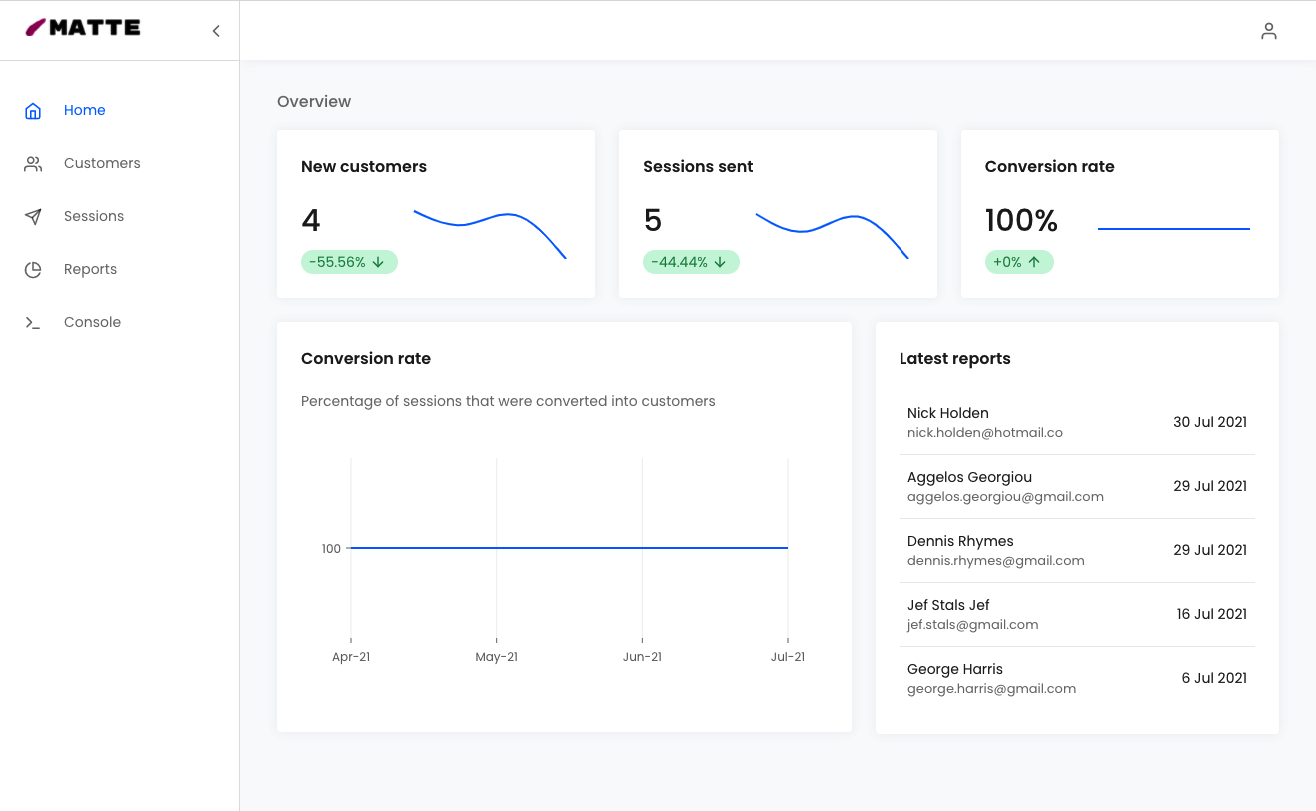 MATTE
Home
Customers
Sessions
Reports
Console
Overview
New customers
4
-55.56%
Sessions sent
5
-44.44%
Conversion rate
100%
+0%
Conversion rate
Percentage of sessions that were converted into customers
100
Apr-21 May-21 Jun-21 Jul-21
Latest reports
Nick Holden
nick.holden@hotmail.co
30 Jul 2021
Aggelos Georgiou
aggelos.georgiou@gmail.com
29 Jul 2021
Dennis Rhymes
dennis.rhymes@gmail.com
29 Jul 2021
Jef Stals Jef
jef.stals@gmail.com
16 Jul 2021
George Harris
george.harris@gmail.com
6 Jul 2021